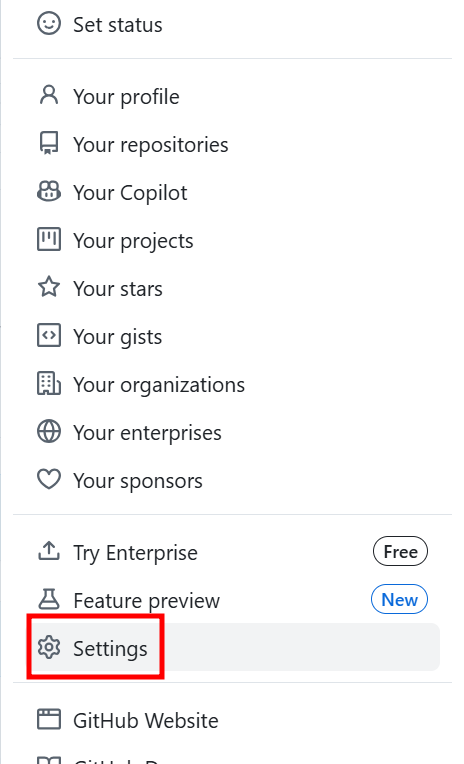 Set status
Your profile
Your repositories
Your Copilot
Your projects
Your stars
Your gists
Your organizations
Your enterprises
Your sponsors
Try Enterprise Free
Feature preview New
Settings
GitHub Website